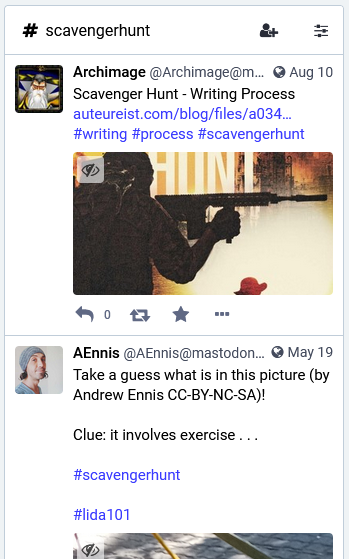 # scavengerhunt
Archimage @Archimage@m... Aug 10
Scavenger Hunt - Writing Process
auteureist.com/blog/files/a034...
#writing #process #scavengerhunt
HUNT
0
AEnnis @AEnnis@mastodon... May 19
Take a guess what is in this picture (by
Andrew Ennis CC-BY-NC-SA)!
Clue: it involves exercise . . .
#scavengerhunt
#lida101